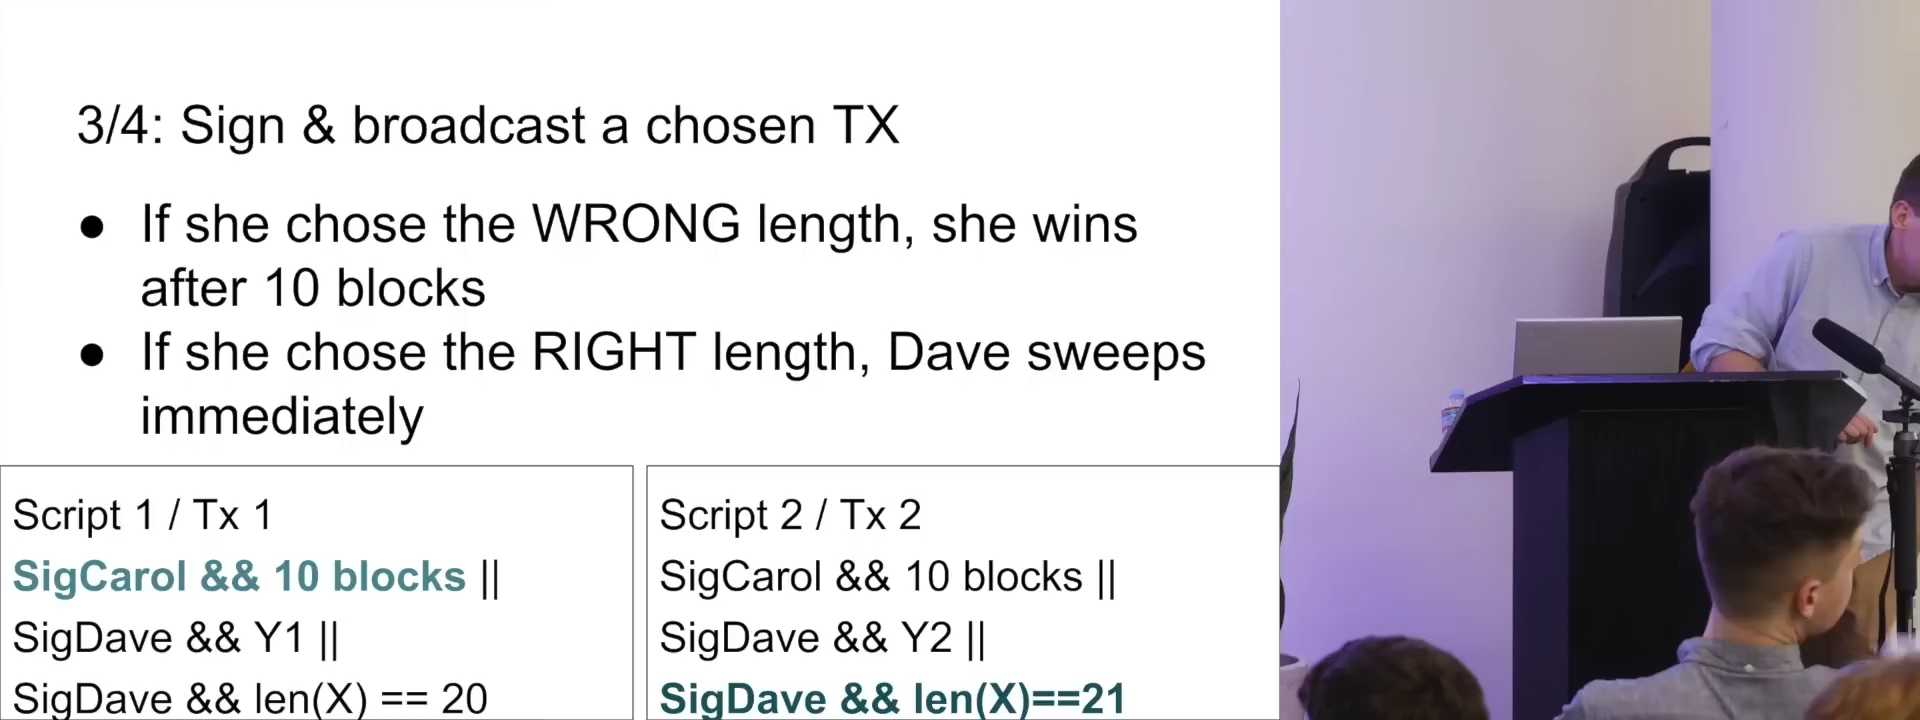 3/4: Sign & broadcast a chosen TX
● If she chose the WRONG length, she wins
after 10 blocks
● If she chose the RIGHT length, Dave sweeps
immediately
Script 1 / Tx 1
SigCarol && 10 blocks ||
SigDave && Y1 ||
SigDave && len(X) == 20
Script 2 / Tx 2
SigCarol && 10 blocks ||
SigDave && Y2 ||
SigDave && len(X)==21